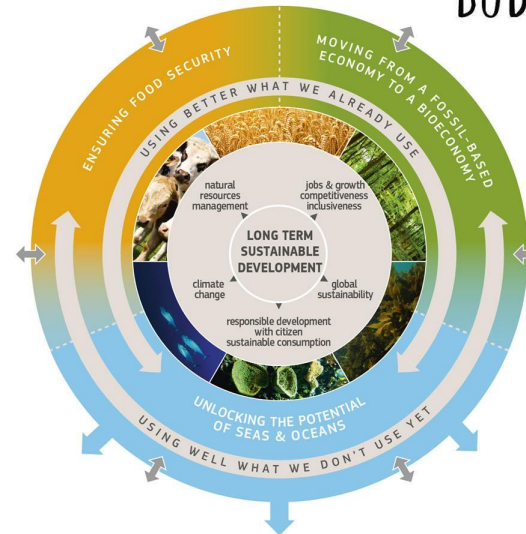 BUD
ENSURING FOOD SECURITY
MOVING FROM A FOSSIL-BASED
ECONOMY TO A BIOECONOMY
USING BETTER WHAT WE ALREADY USE
natural
resources
management
jobs & growth
competitiveness
inclusiveness
LONG TERM
SUSTAINABLE
DEVELOPMENT
climate
change
global
sustainability
responsible development
with citizen
sustainable consumption
UNLOCKING THE POTENTIAL
OF SEAS & OCEANS
USING WELL WHAT WE DON'T USE YET